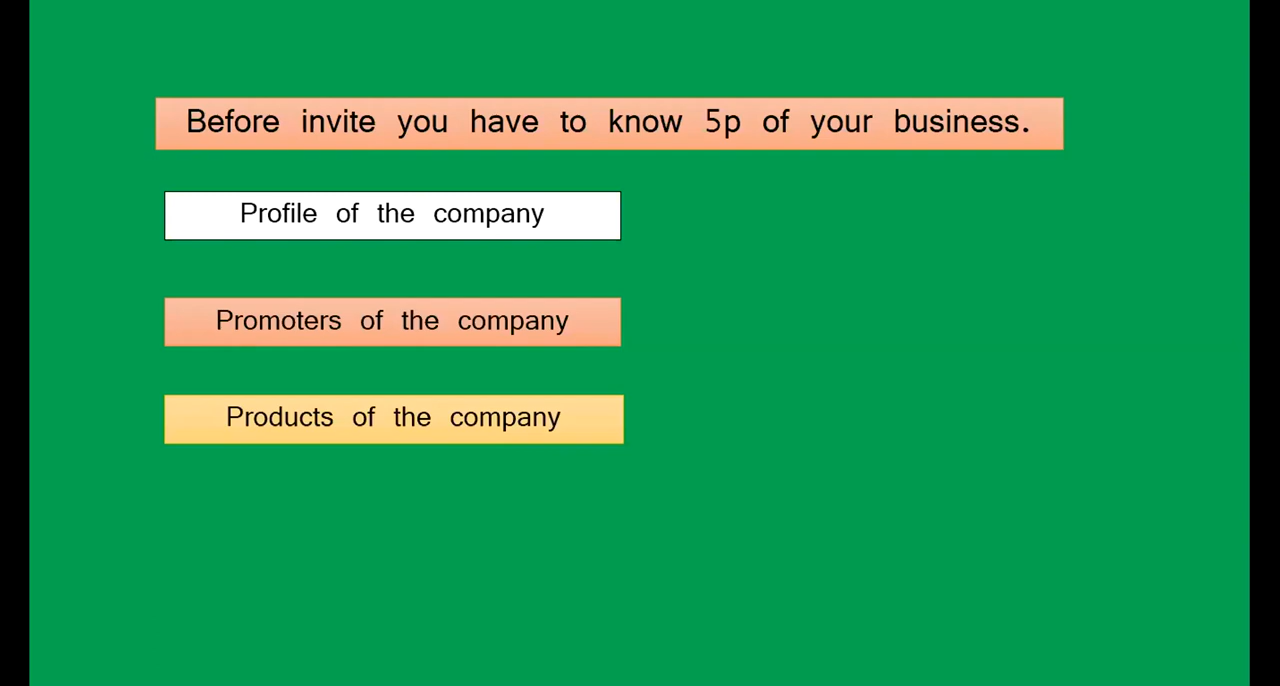 Before invite you have to know 5p of your business.
Profile of the company
Promoters of the company
Products of the company